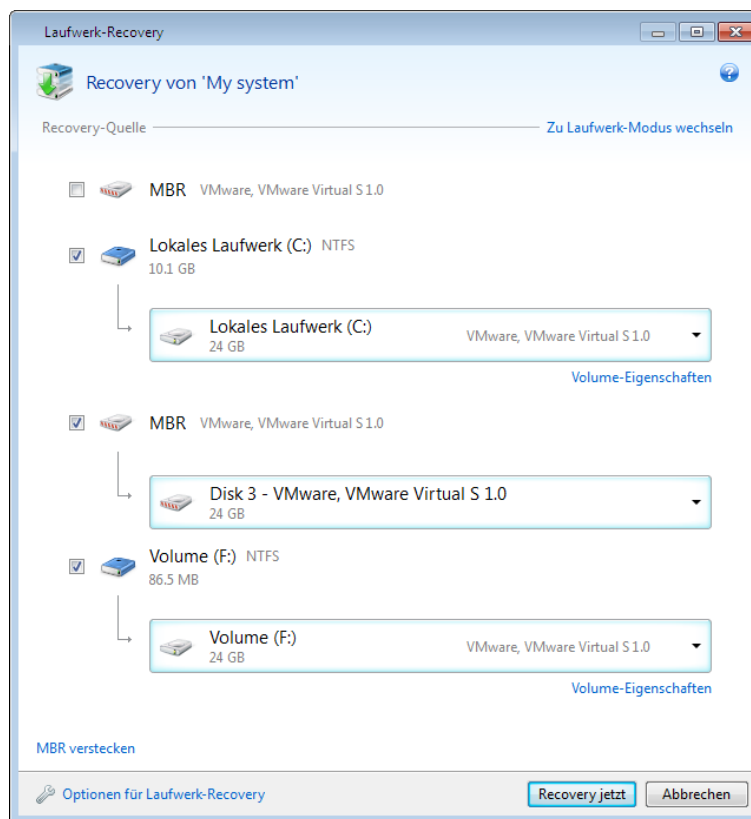 Laufwerk-Recovery
Recovery von 'My system'
Recovery-Quelle Zu Laufwerk-Modus wechseln
MBR VMware, VMware Virtual S 1.0
Lokales Laufwerk (C:) NTFS
10.1 GB
Lokales Laufwerk (C:) VMware, VMware Virtual S 1.0
24 GB
Volume-Eigenschaften
MBR VMware, VMware Virtual S 1.0
Disk 3 - VMware, VMware Virtual S 1.0
24 GB
Volume (F:) NTFS
86.5 MB
Volume (F:) VMware, VMware Virtual S 1.0
24 GB
Volume-Eigenschaften
MBR verstecken
Optionen für Laufwerk-Recovery Recovery jetzt Abbrechen